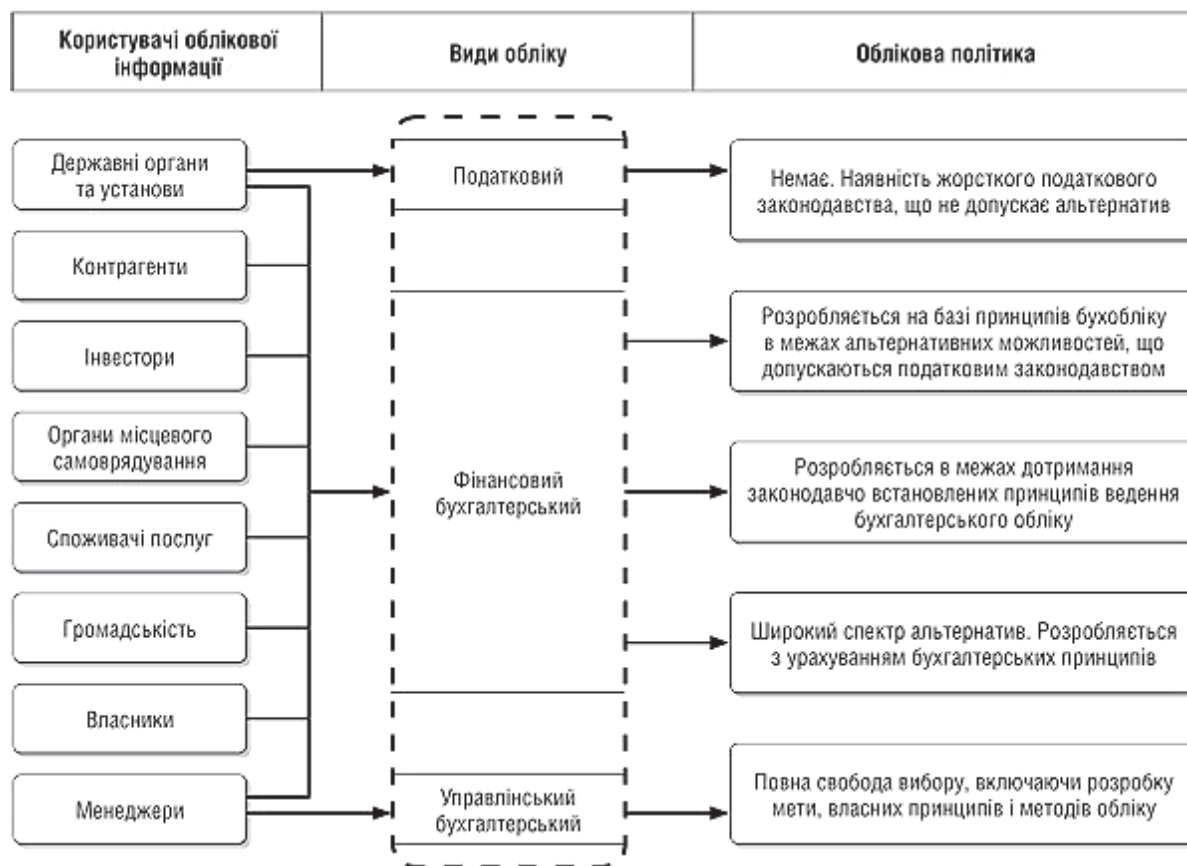 Користувачі облікової
інформації
Види обліку
Облікова політика
Державні органи
та установи
Контрагенти
Інвестори
Органи місцевого
самоврядування
Споживачі послуг
Громадськість
Власники
Менеджери
Податковий
Фінансовий
бухгалтерський
Управлінський
бухгалтерський
Немає. Наявність жорсткого податкового
законодавства, що не допускає альтернатив
Розробляється на базі принципів бухобліку
в межах альтернативних можливостей, що
допускаються податковим законодавством
Розробляється в межах дотримання
законодавчо встановлених принципів ведення
бухгалтерського обліку
Широкий спектр альтернатив. Розробляється
з урахуванням бухгалтерських принципів
Повна свобода вибору, включаючи розробку
мети, власних принципів і методів обліку